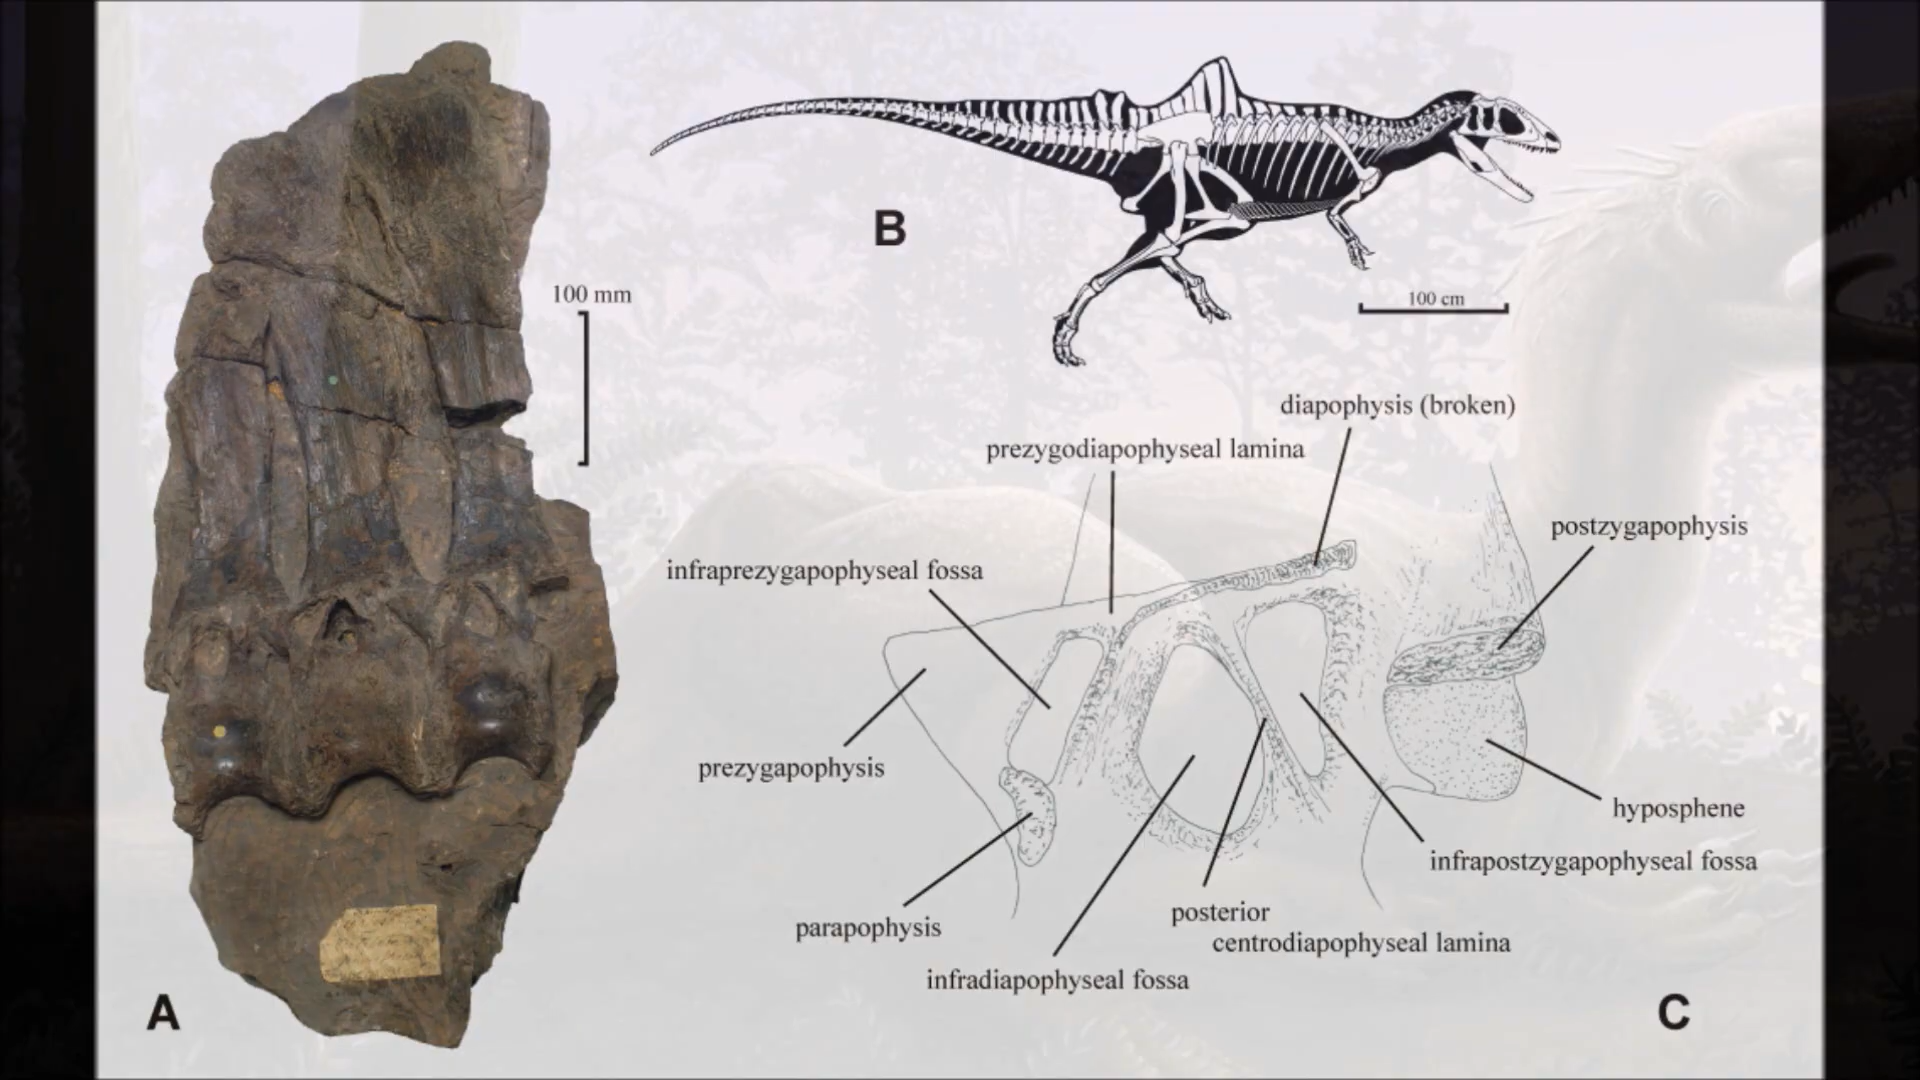 100 mm
B
100 cm
diapophysis (broken)
prezygodiapophyseal lamina
postzygapophysis
infraprezygapophyseal fossa
prezygapophysis
hyposphene
infrapostzygapophyseal fossa
parapophysis
posterior
centrodiapophyseal lamina
infradiapophyseal fossa
A
C